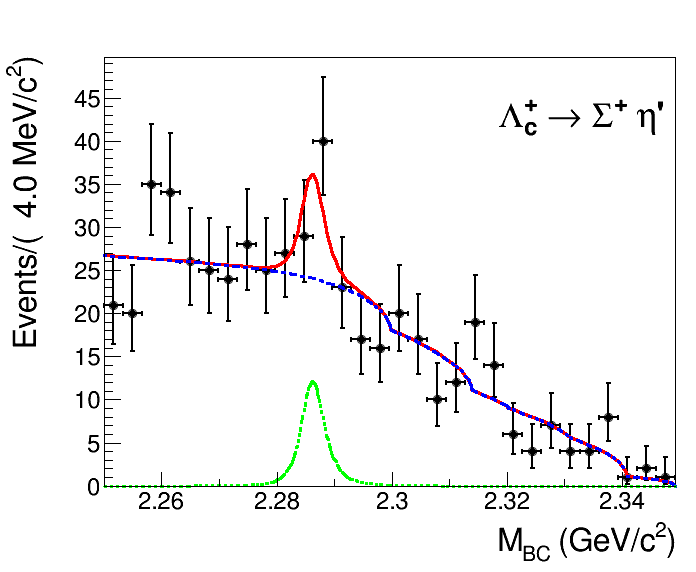 Λc+ → Σ+ η'
Events/( 4.0 MeV/c2)
45
40
35
30
25
20
15
10
5
0
2.26 2.28 2.3 2.32 2.34
MBC (GeV/c2)